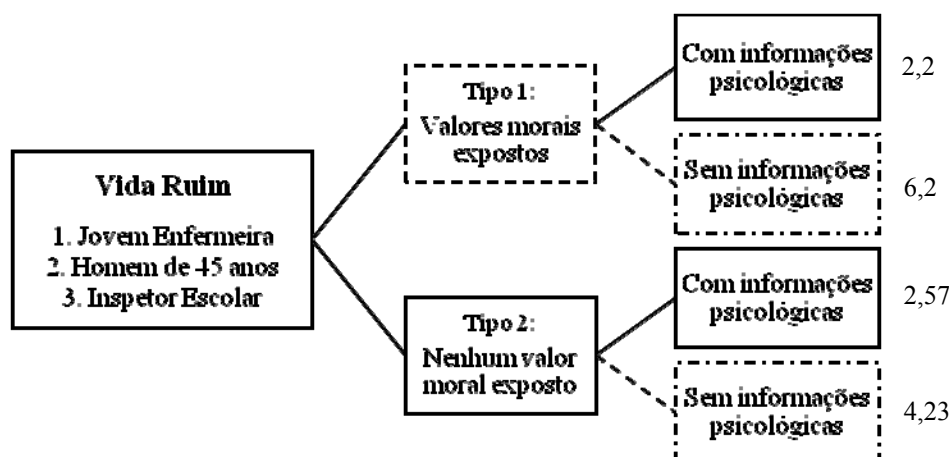 Vida Ruim
1. Jovem Enfermeira
2. Homem de 45 anos
3. Inspetor Escolar
Tipo 1:
Valores morais
expostos
Com informações
psicológicas
2,2
Sem informações
psicológicas
6,2
Tipo 2:
Nenhum valor
moral exposto
Com informações
psicológicas
2,57
Sem informações
psicológicas
4,23